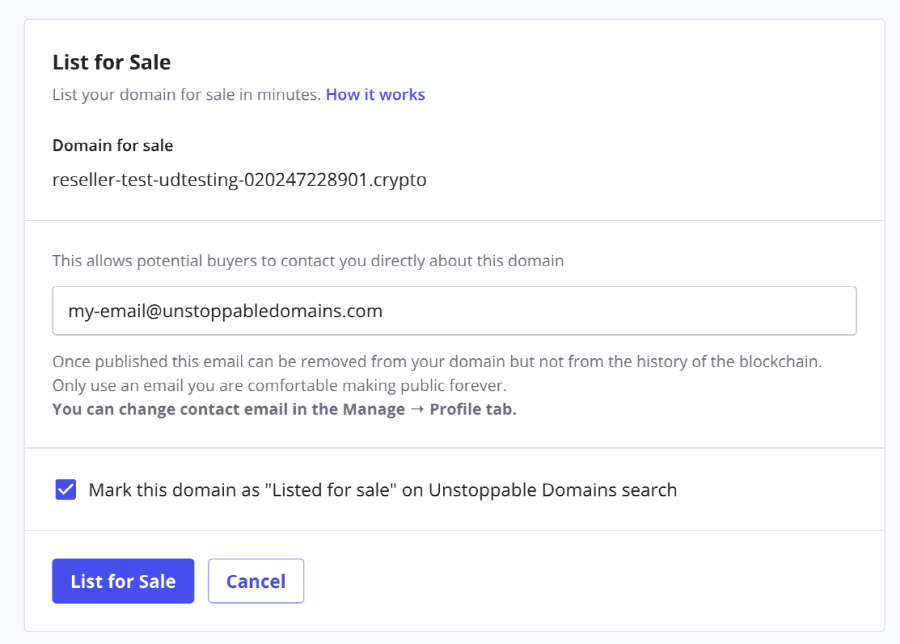 List for Sale
List your domain for sale in minutes. How it works
Domain for sale
reseller-test-udtesting-020247228901.crypto
This allows potential buyers to contact you directly about this domain
my-email@unstoppabledomains.com
Once published this email can be removed from your domain but not from the history of the blockchain.
Only use an email you are comfortable making public forever.
You can change contact email in the Manage → Profile tab.
Mark this domain as "Listed for sale" on Unstoppable Domains search
List for Sale Cancel